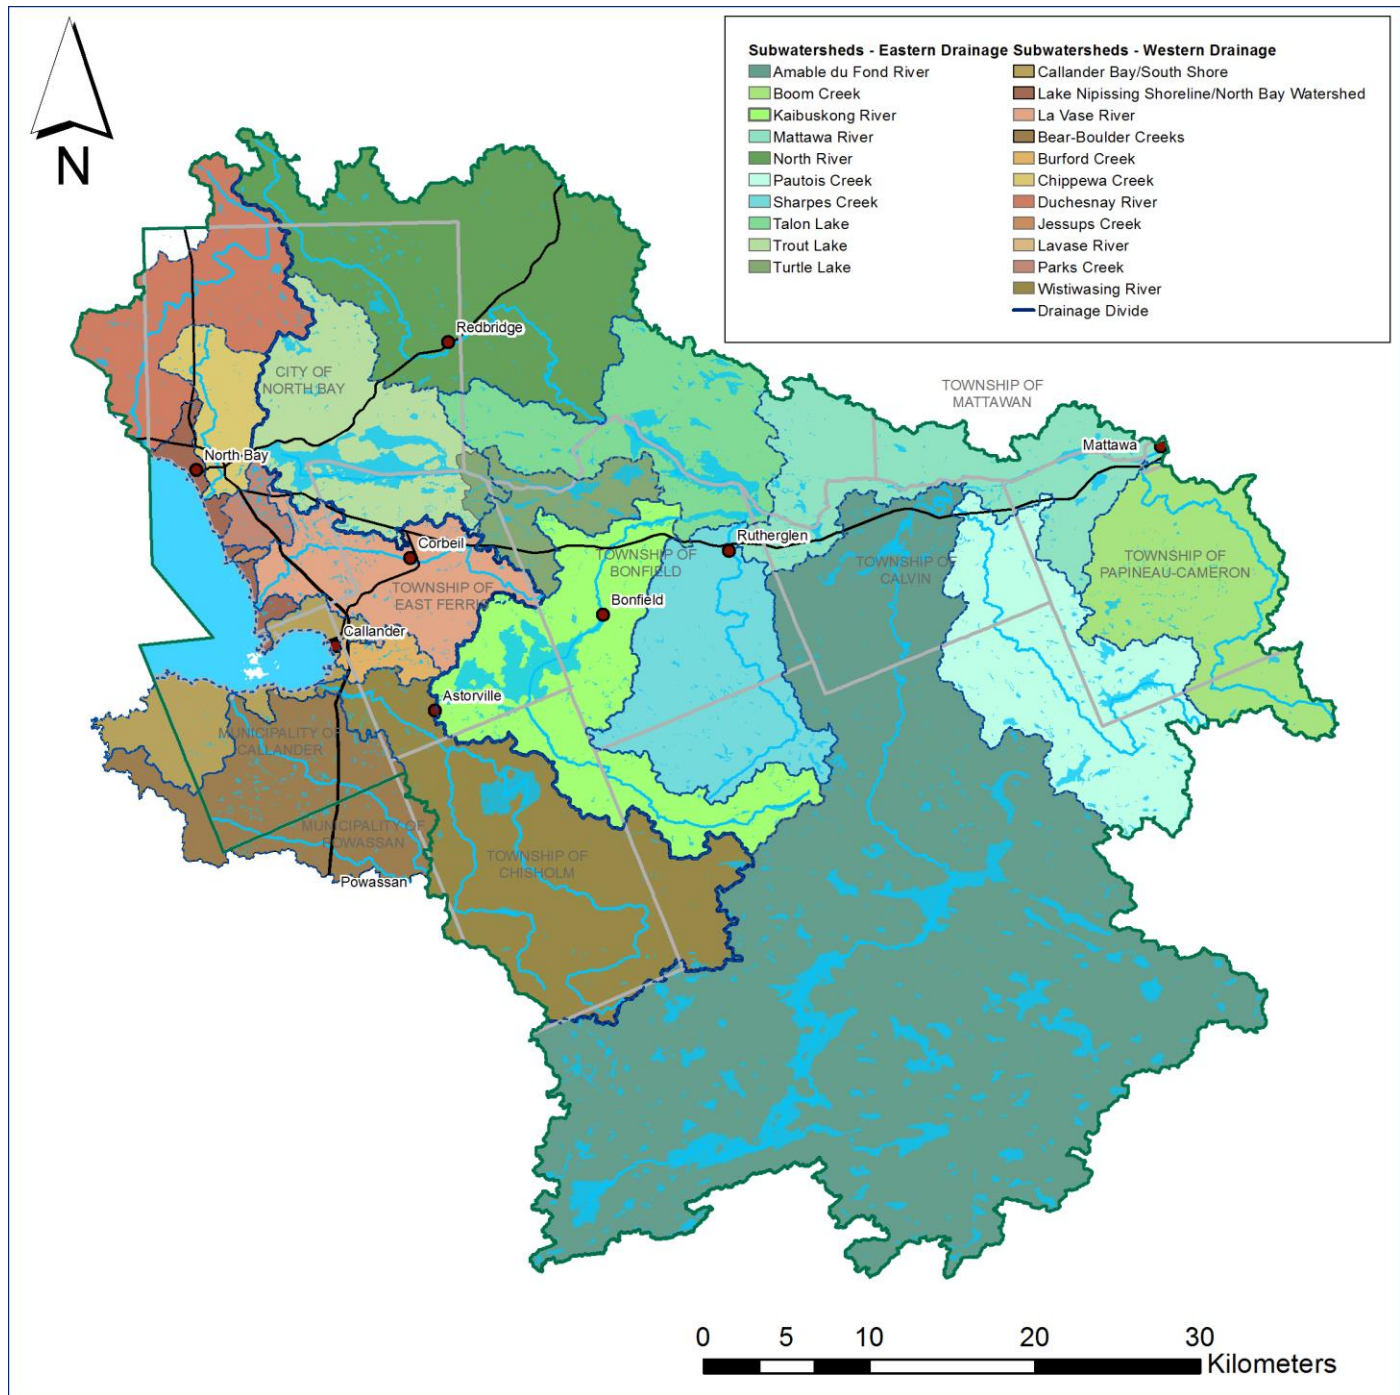 N
Subwatersheds - Eastern Drainage
Amable du Fond River
Boom Creek
Kaibuskong River
Mattawa River
North River
Pautois Creek
Sharpes Creek
Talon Lake
Trout Lake
Turtle Lake
Subwatersheds - Western Drainage
Callander Bay/South Shore
Lake Nipissing Shoreline/North Bay Watershed
La Vase River
Bear-Boulder Creeks
Burford Creek
Chippewa Creek
Duchesnay River
Jessups Creek
Lavase River
Parks Creek
Wistiwasing River
Drainage Divide
Redbridge
CITY OF
NORTH BAY
TOWNSHIP OF
MATTAWAN
Mattawa
North Bay
Corbeil
Rutherglen
TOWNSHIP OF
BONFIELD
TOWNSHIP OF
CALVIN
TOWNSHIP OF
PAPINEAU-CAMERON
TOWNSHIP OF
EAST FERRI
Bonfield
Callander
Astorville
MUNICIPALITY OF
CALLANDER
MUNICIPALITY OF
POWASSAN
TOWNSHIP OF
CHISHOLM
Powassan
0 5 10 20 30
Kilometers